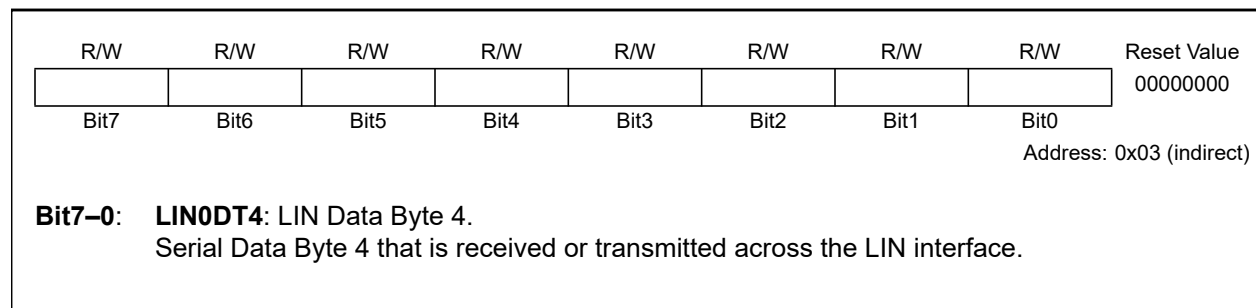 R/W R/W R/W R/W R/W R/W R/W R/W Reset Value
00000000
Bit7 Bit6 Bit5 Bit4 Bit3 Bit2 Bit1 Bit0
Address: 0x03 (indirect)
Bit7–0: LIN0DT4: LIN Data Byte 4.
Serial Data Byte 4 that is received or transmitted across the LIN interface.